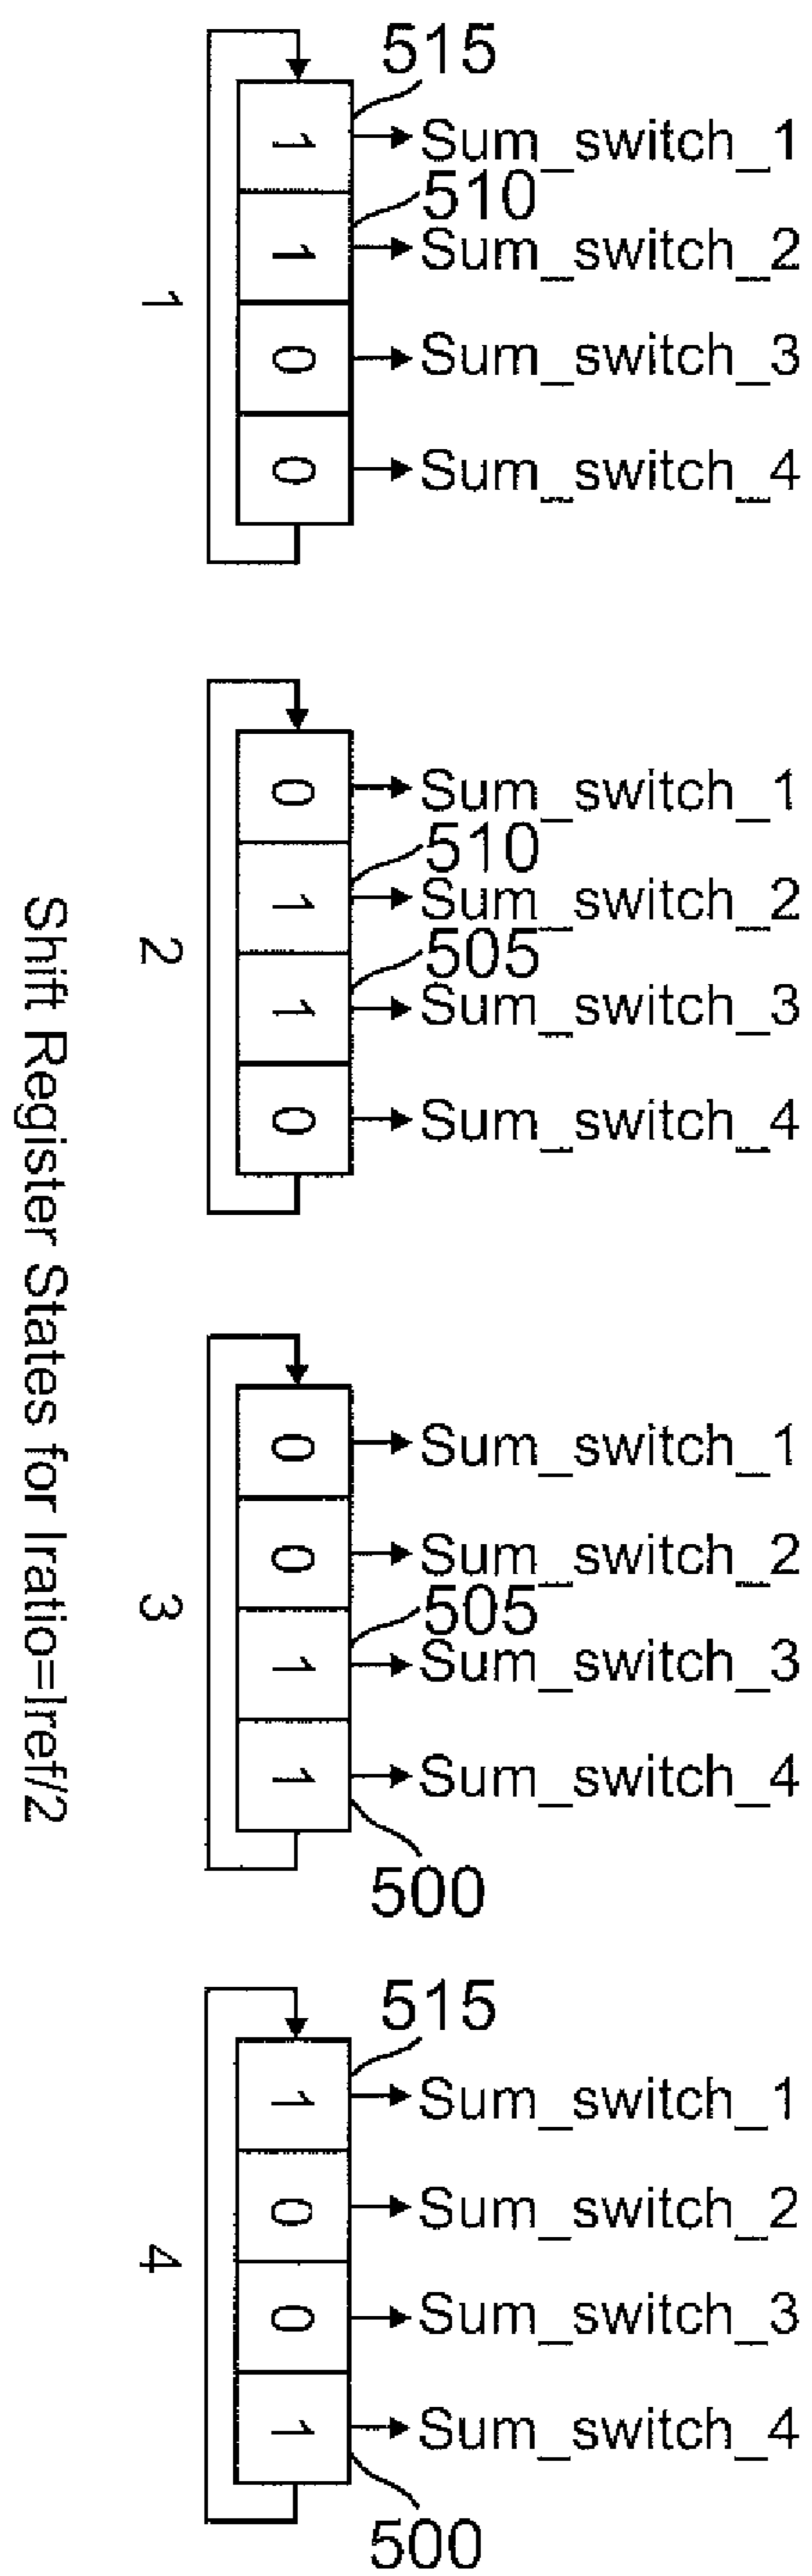 515
1 Sum_switch_1
510
1 Sum_switch_2
0 Sum_switch_3
0 Sum_switch_4
1
0 Sum_switch_1
510
1 Sum_switch_2
505
1 Sum_switch_3
0 Sum_switch_4
2
0 Sum_switch_1
0 Sum_switch_2
505
1 Sum_switch_3
1 Sum_switch_4
500
3
515
1 Sum_switch_1
0 Sum_switch_2
0 Sum_switch_3
1 Sum_switch_4
500
4
Shift Register States for Iratio=Iref/2